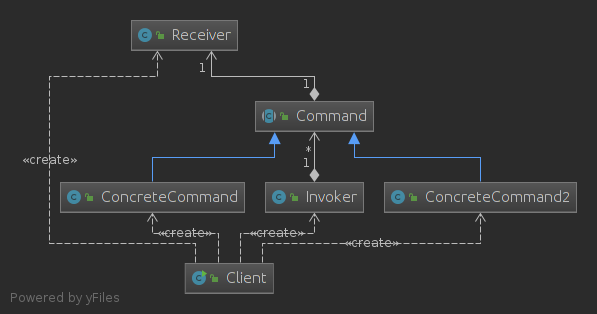 Receiver
1
1
Command
«create»
*
1
ConcreteCommand
Invoker
ConcreteCommand2
«create»
«create»
«create»
Client
Powered by yFiles